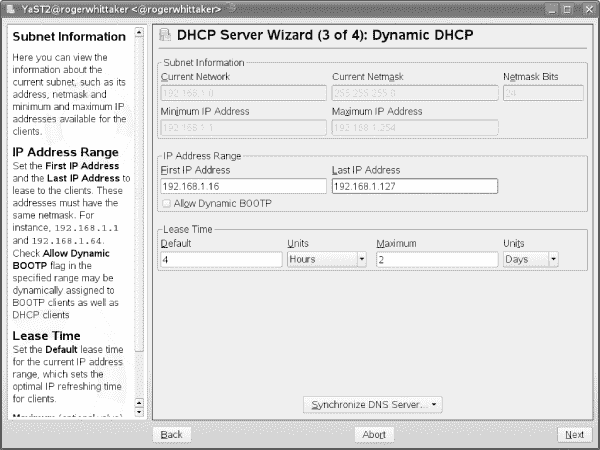 YaST2@rogerwhittaker <@rogerwhittaker>
Subnet Information
Here you can view the
information about the
current subnet, such as its
address, netmask and
minimum and maximum IP
addresses available for the
clients.
IP Address Range
Set the First IP Address
and the Last IP Address to
lease to the clients. These
addresses must have the
same netmask. For
instance, 192.168.1.1
and 192.168.1.64.
Check Allow Dynamic
BOOTP flag in the
specified range may be
dynamically assigned to
BOOTP clients as well as
DHCP clients
Lease Time
Set the Default lease time
for the current IP address
range, which sets the
optimal IP refreshing time
for clients.
DHCP Server Wizard (3 of 4): Dynamic DHCP
Subnet Information
Current Network Current Netmask Netmask Bits
192.168.1.0 255.255.255.0 24
Minimum IP Address Maximum IP Address
192.168.1.1 192.168.1.254
IP Address Range
First IP Address Last IP Address
192.168.1.16 192.168.1.127
Allow Dynamic BOOTP
Lease Time
Default Units Maximum Units
4 Hours 2 Days
Synchronize DNS Server...
Back Abort Next